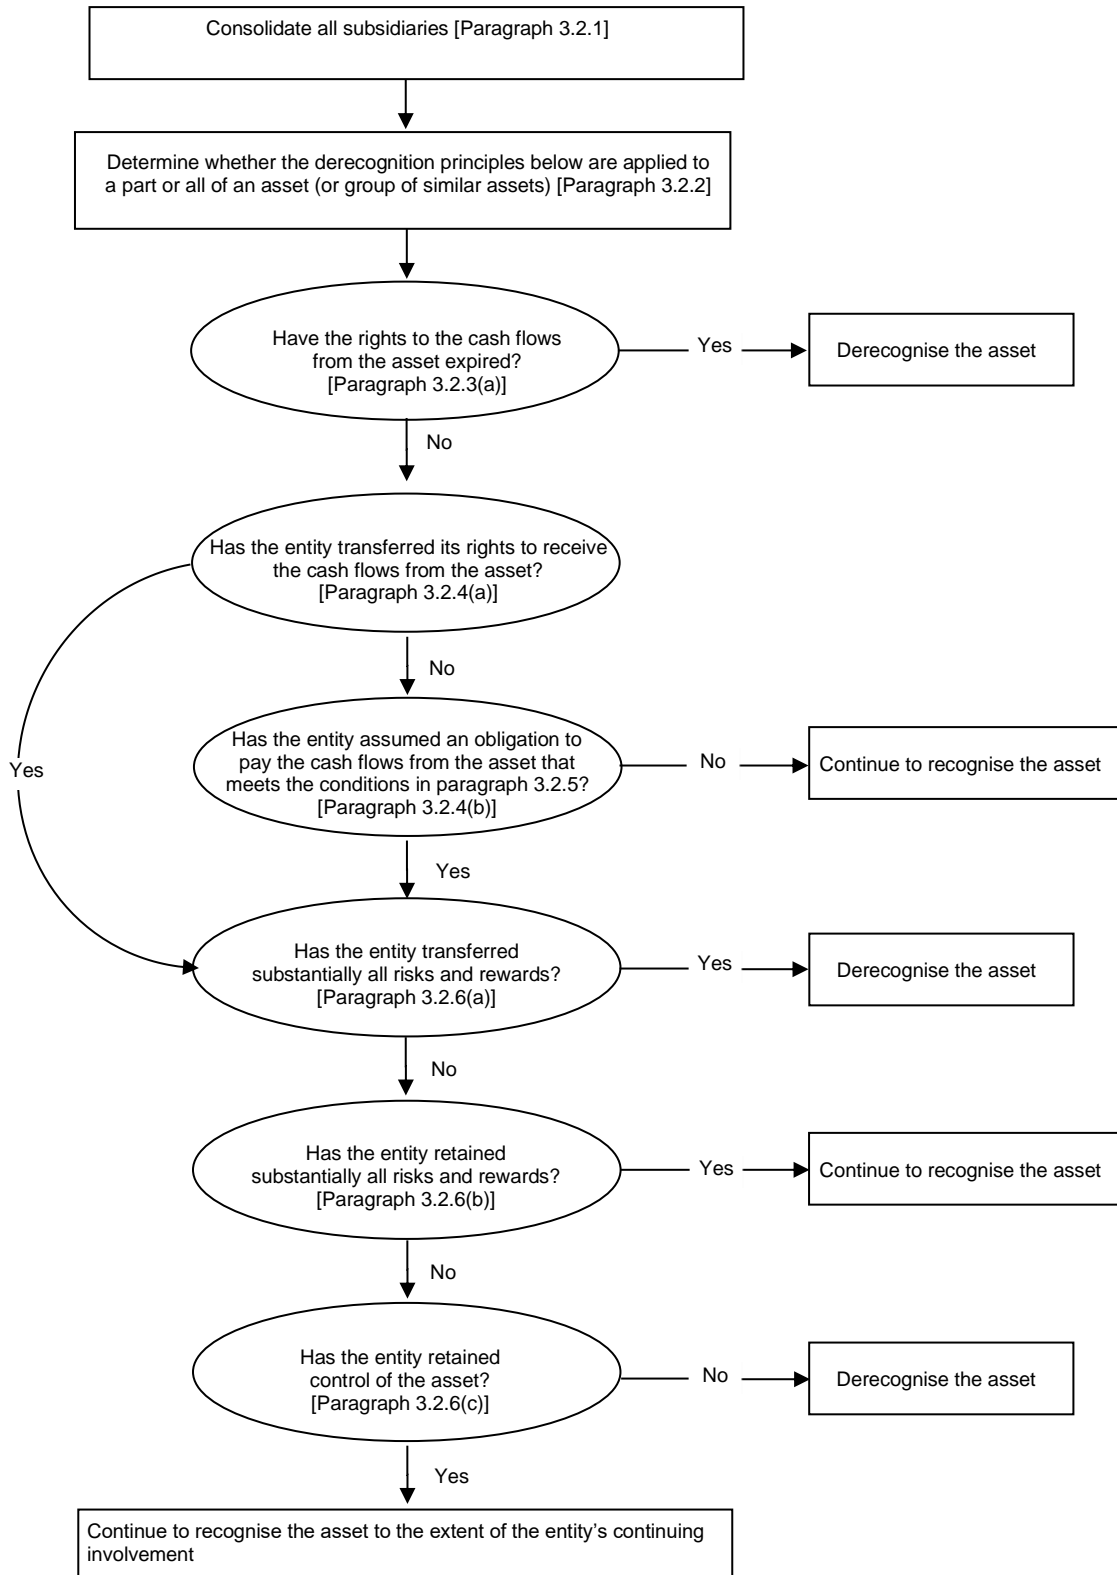 Consolidate all subsidiaries [Paragraph 3.2.1]
Determine whether the derecognition principles below are applied to
a part or all of an asset (or group of similar assets) [Paragraph 3.2.2]
Have the rights to the cash flows
from the asset expired?
[Paragraph 3.2.3(a)]
Yes
Derecognise the asset
No
Has the entity transferred its rights to receive
the cash flows from the asset?
[Paragraph 3.2.4(a)]
No
Yes
Has the entity assumed an obligation to
pay the cash flows from the asset that
meets the conditions in paragraph 3.2.5?
[Paragraph 3.2.4(b)]
No
Continue to recognise the asset
Yes
Has the entity transferred
substantially all risks and rewards?
[Paragraph 3.2.6(a)]
Yes
Derecognise the asset
No
Has the entity retained
substantially all risks and rewards?
[Paragraph 3.2.6(b)]
Yes
Continue to recognise the asset
No
Has the entity retained
control of the asset?
[Paragraph 3.2.6(c)]
No
Derecognise the asset
Yes
Continue to recognise the asset to the extent of the entity’s continuing
involvement